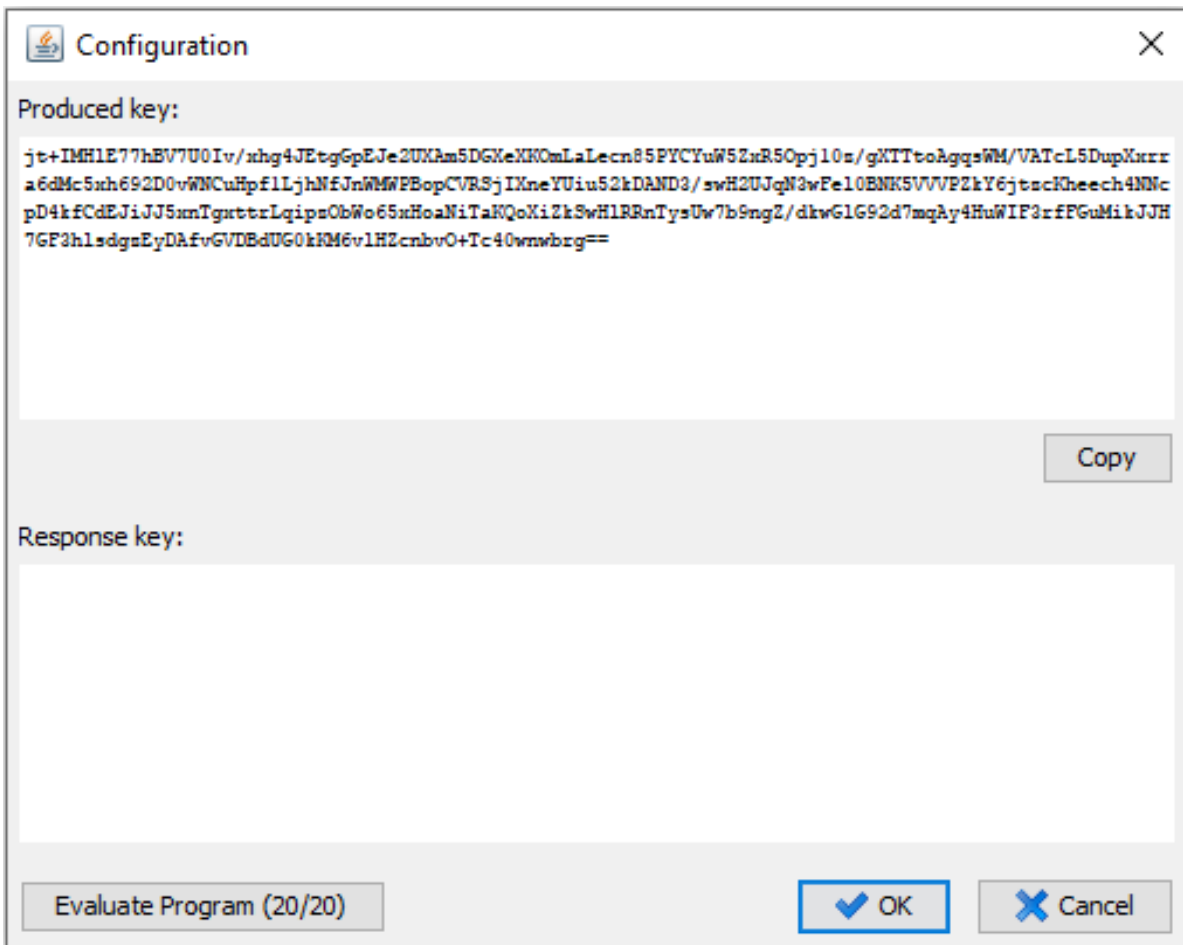 Configuration
Produced key:
jt+IMHlE77hBV7U0Iv/xhg4JEtgGpEJe2UXAm5DGXeXKOmLaLecn85PYCYuW5ZxR5Opjl0s/gXTTtoAgqsWM/VATcL5DupXxrr
a6dMc5xh692D0vWNCuHpflLjhNfJnWMWPBopCVRSjIXneYUiu52kDAND3/swH2UJqN3wFel0BNK5VVVPZkY6jtscKheech4NNc
pD4kfCdEJiJJ5xnTgxttrLqipsObWo65xHoaNiTaKQoXiZkSwHlRRnTysUw7b9ngZ/dkwGlG92d7mqAy4HuWIF3rfFGuMikJJH
7GF3hlsdgsEyDAfvGVDBdUG0kKM6vlHZcnbvO+Tc40wnwbrg==
Copy
Response key:
Evaluate Program (20/20)
OK
Cancel